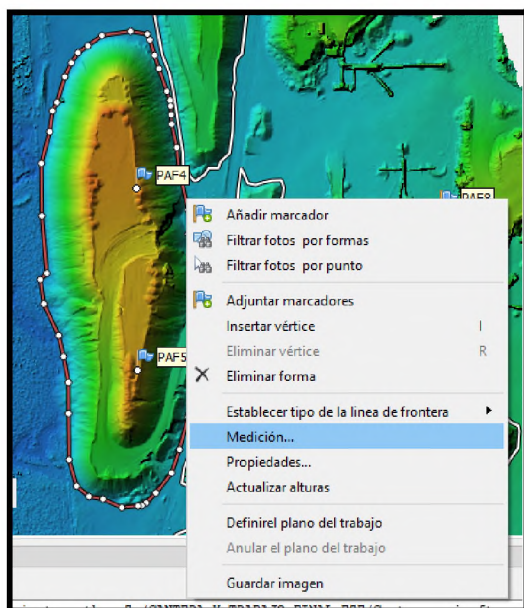 PAF4
PAF8
PAF5
Añadir marcador
Filtrar fotos por formas
Filtrar fotos por punto
Adjuntar marcadores
Insertar vértice I
Eliminar vértice R
Eliminar forma
Establecer tipo de la linea de frontera
Medición...
Propiedades...
Actualizar alturas
Definirel plano del trabajo
Anular el plano del trabajo
Guardar imagen